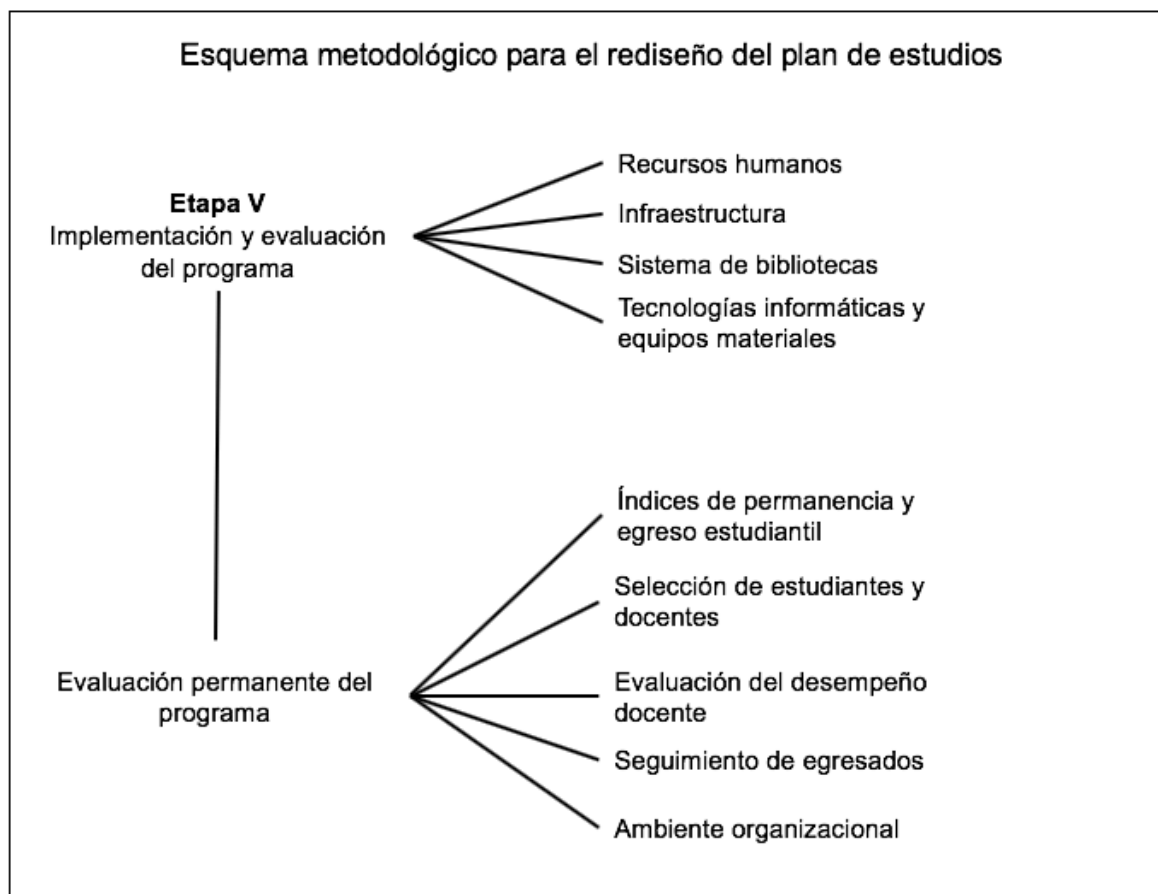 Esquema metodológico para el rediseño del plan de estudios
Etapa V
Implementación y evaluación
del programa
Recursos humanos
Infraestructura
Sistema de bibliotecas
Tecnologías informáticas y
equipos materiales
Evaluación permanente del
programa
Índices de permanencia y
egreso estudiantil
Selección de estudiantes y
docentes
Evaluación del desempeño
docente
Seguimiento de egresados
Ambiente organizacional